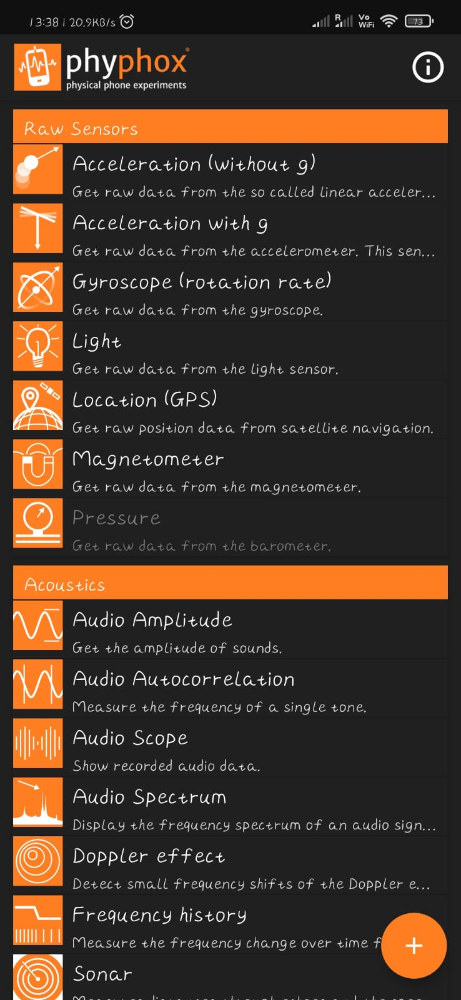 13:38 | 20.9KB/s
R
Vo
WiFi
73
phyphox®
physical phone experiments
Raw Sensors
Acceleration (without g)
Get raw data from the so called linear acceler...
Acceleration with g
Get raw data from the accelerometer. This sen...
Gyroscope (rotation rate)
Get raw data from the gyroscope.
Light
Get raw data from the light sensor.
Location (GPS)
Get raw position data from satellite navigation.
Magnetometer
Get raw data from the magnetometer.
Pressure
Get raw data from the barometer.
Acoustics
Audio Amplitude
Get the amplitude of sounds.
Audio Autocorrelation
Measure the frequency of a single tone.
Audio Scope
Show recorded audio data.
Audio Spectrum
Display the frequency spectrum of an audio sign...
Doppler effect
Detect small frequency shifts of the Doppler e...
Frequency history
Measure the frequency change over time f
+
Sonar